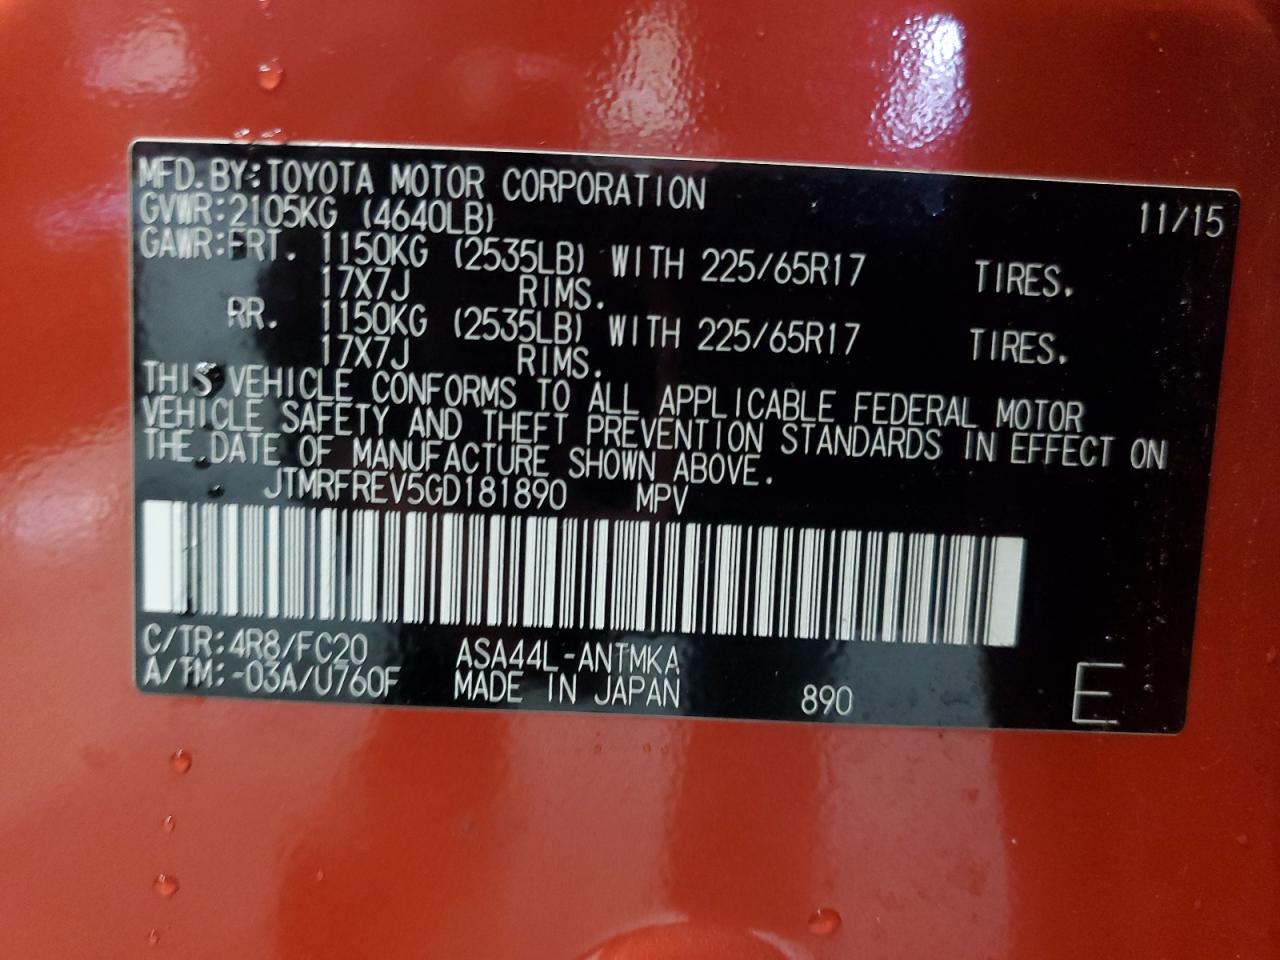 MFD.BY:TOYOTA MOTOR CORPORATION 11/15
GVWR:2105KG (4640LB)
GAWR:FRT. 1150KG (2535LB) WITH 225/65R17 TIRES.
17X7J RIMS.
RR. 1150KG (2535LB) WITH 225/65R17 TIRES.
17X7J RIMS.
THIS VEHICLE CONFORMS TO ALL APPLICABLE FEDERAL MOTOR
VEHICLE SAFETY AND THEFT PREVENTION STANDARDS IN EFFECT ON
THE DATE OF MANUFACTURE SHOWN ABOVE.
JTMRFREV5GD181890 MPV
C/TR:4R8/FC20 ASA44L-ANTMKA
A/TM:-03A/U760F MADE IN JAPAN 890 E